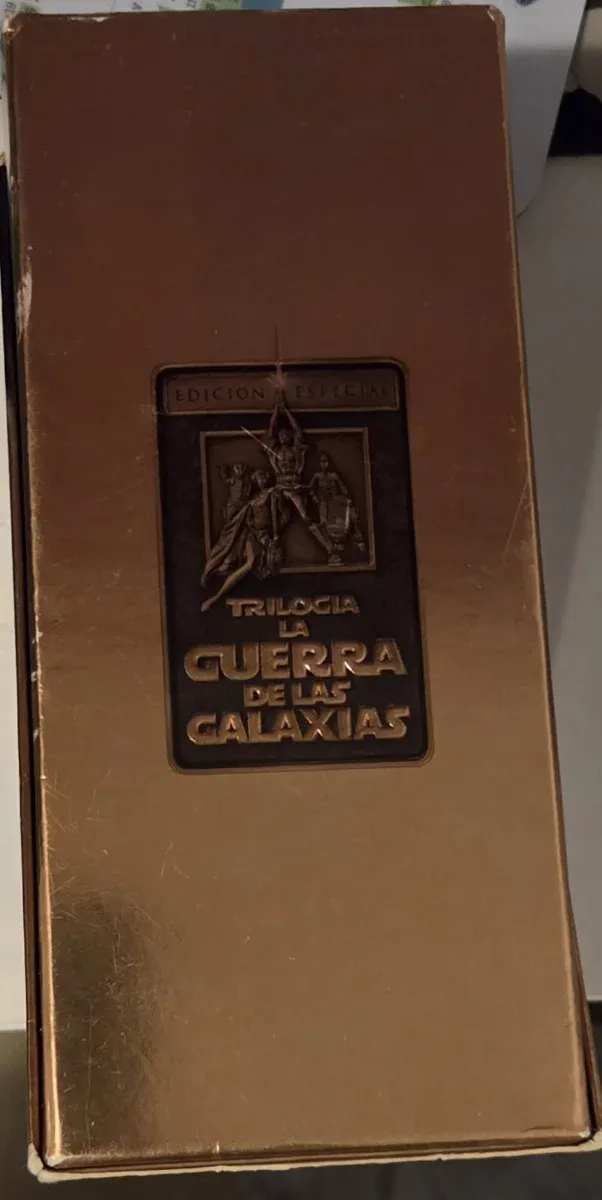 EDICION ESPECIAL
TRILOGIA
LA
GUERRA
DE LAS
GALAXIAS